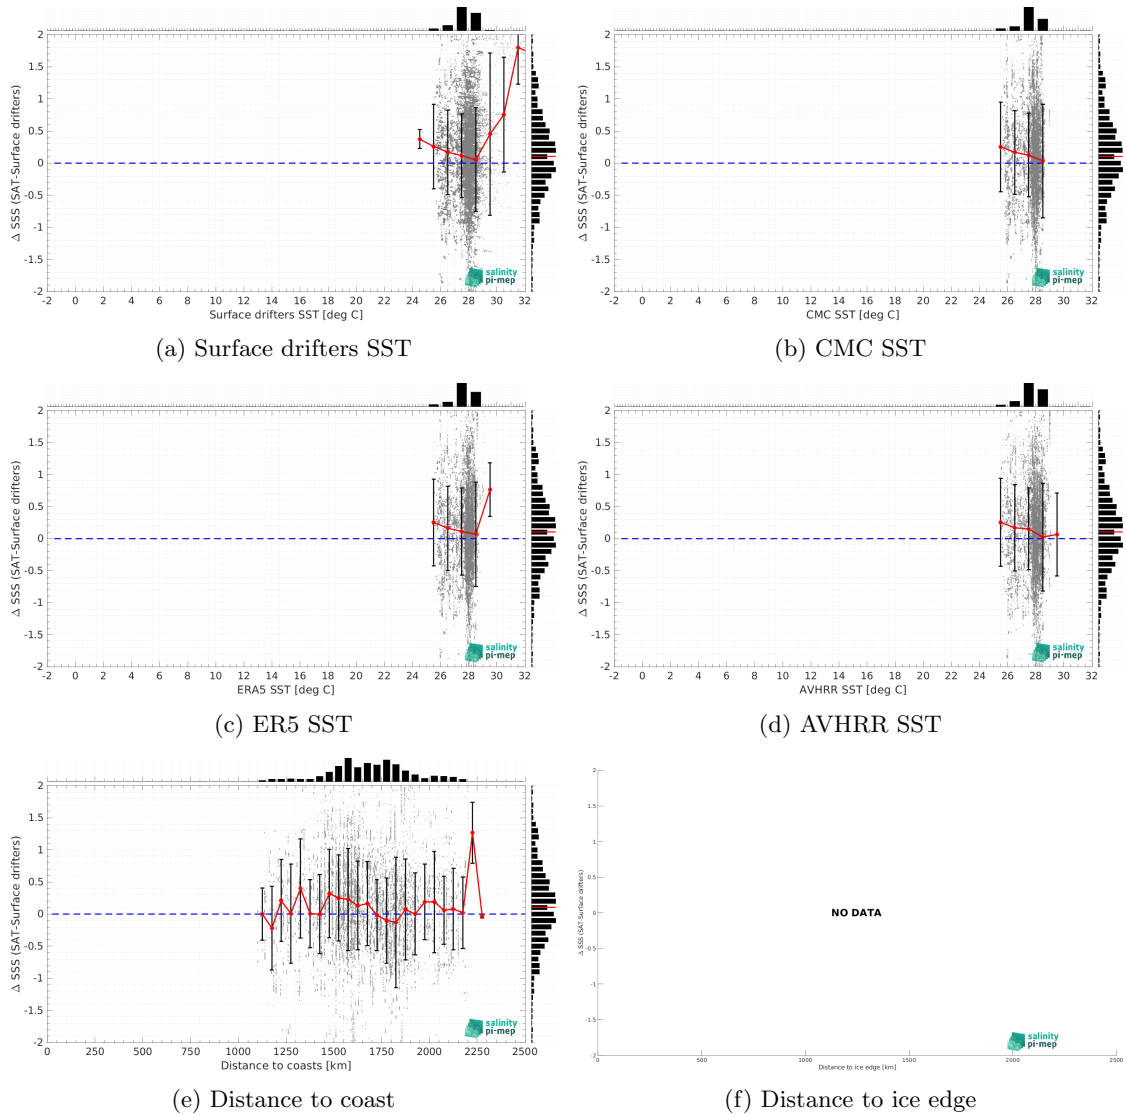 2
1.5
1
0.5
0
-0.5
-1
-1.5
-2
Δ SSS (SAT-Surface drifters)
-2 0 2 4 6 8 10 12 14 16 18 20 22 24 26 28 30 32
Surface drifters SST [deg C]
salinity
pi-mep
(a) Surface drifters SST
2
1.5
1
0.5
0
-0.5
-1
-1.5
-2
Δ SSS (SAT-Surface drifters)
-2 0 2 4 6 8 10 12 14 16 18 20 22 24 26 28 30 32
CMC SST [deg C]
salinity
pi-mep
(b) CMC SST
2
1.5
1
0.5
0
-0.5
-1
-1.5
-2
Δ SSS (SAT-Surface drifters)
-2 0 2 4 6 8 10 12 14 16 18 20 22 24 26 28 30 32
ERA5 SST [deg C]
salinity
pi-mep
(c) ER5 SST
2
1.5
1
0.5
0
-0.5
-1
-1.5
-2
Δ SSS (SAT-Surface drifters)
-2 0 2 4 6 8 10 12 14 16 18 20 22 24 26 28 30 32
AVHRR SST [deg C]
salinity
pi-mep
(d) AVHRR SST
2
1.5
1
0.5
0
-0.5
-1
-1.5
-2
Δ SSS (SAT-Surface drifters)
0 250 500 750 1000 1250 1500 1750 2000 2250 2500
Distance to coasts [km]
salinity
pi-mep
(e) Distance to coast
2
1.5
1
0.5
0
-0.5
-1
-1.5
-2
Δ SSS (SAT-Surface drifters)
NO DATA
0 500 1000 1500 2000 2500
Distance to ice edge [km]
salinity
pi-mep
(f) Distance to ice edge